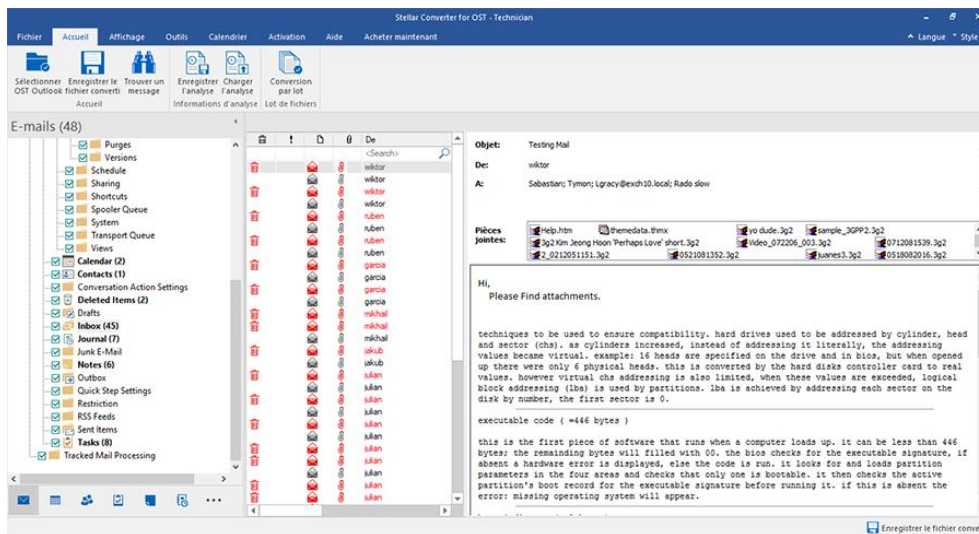 Stellar Converter for OST - Technician
Fichier Accueil Affichage Outils Calendrier Activation Aide Acheter maintenant
Langue Style
Sélectionner OST Outlook
Enregistrer le fichier converti
Trouver un message
Enregistrer l'analyse
Charger l'analyse
Conversion par lot
Accueil
Informations d'analyse
Lot de fichiers
E-mails (48)
Purges
Versions
Schedule
Sharing
Shortcuts
Spooler Queue
System
Transport Queue
Views
Calendar (2)
Contacts (1)
Conversation Action Settings
Deleted Items (2)
Drafts
Inbox (45)
Journal (7)
Junk E-Mail
Notes (6)
Outbox
Quick Step Settings
Restriction
RSS Feeds
Sent Items
Tasks (8)
Tracked Mail Processing
De
<Search>
wiktor
wiktor
wiktor
wiktor
ruben
ruben
ruben
ruben
garcia
garcia
garcia
garcia
mikhail
mikhail
mikhail
jakub
jakub
julian
julian
julian
julian
julian
julian
julian
julian
julian
julian
julian
Objet: Testing Mail
De: wiktor
A: Sabastian; Tymon; Lgracy@exch10.local; Rado slow
Pièces jointes:
Help.htm themedata.thmx yo dude.3g2 sample_3GPP2.3g2
3g2 Kim Jeong Hoon 'Perhaps Love' short.3g2 Video_072206_003.3g2 0712081539.3g2
2_0212051151.3g2 0521081352.3g2 juanes3.3g2 0518082016.3g2
Hi,
Please Find attachments.
techniques to be used to ensure compatibility. hard drives used to be addressed by cylinder, head
and sector (chs). as cylinders increased, instead of addressing it literally, the addressing
values became virtual. example: 16 heads are specified on the drive and in bios, but when opened
up there were only 6 physical heads. this is converted by the hard disks controller card to real
values. however virtual chs addressing is also limited, when these values are exceeded, logical
block addressing (lba) is used by partitions. lba is achieved by addressing each sector on the
disk by number, the first sector is 0.
executable code ( =446 bytes )
this is the first piece of software that runs when a computer loads up. it can be less than 446
bytes; the remaining bytes will filled with 00. the bios checks for the executable signature, if
absent a hardware error is displayed, else the code is run. it looks for and loads partition
parameters in the four areas and checks that only one is bootable. it then checks the active
partition's boot record for the executable signature before running it. if this is absent the
error: missing operating system will appear.
Enregistrer le fichier conve